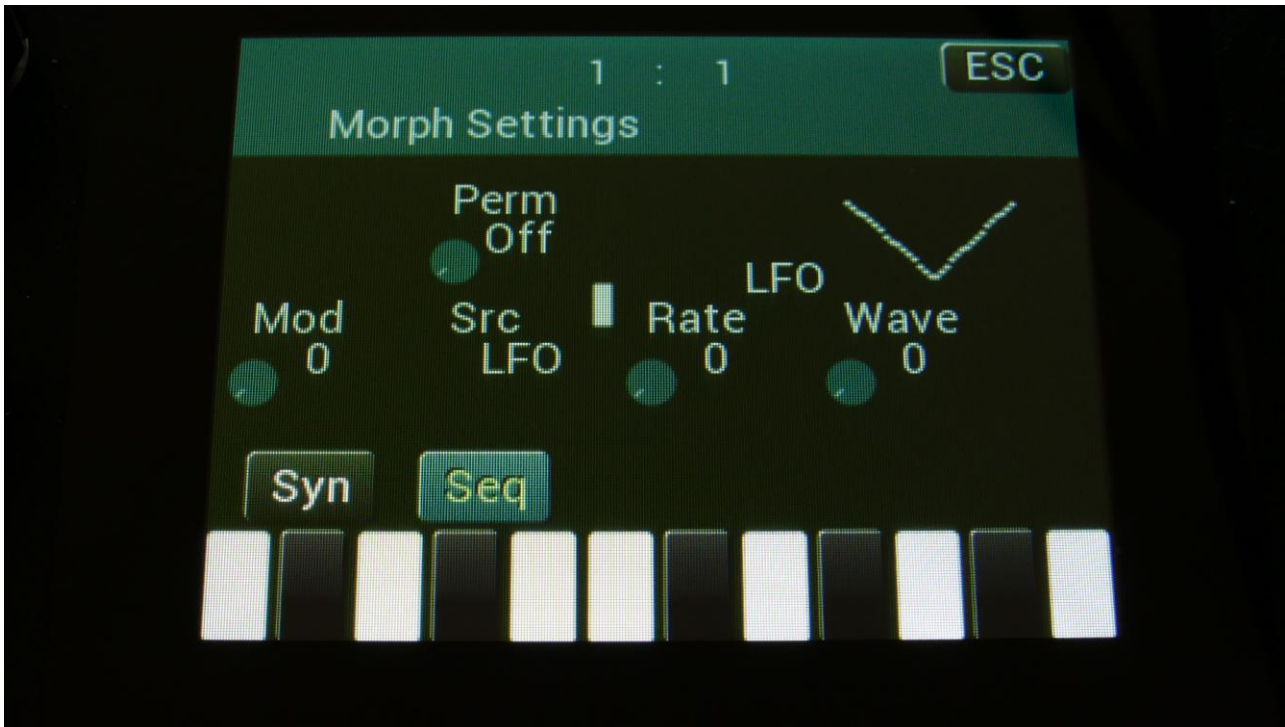 1 : 1
ESC
Morph Settings
Perm
Off
LFO
Mod
0
Src
LFO
Rate
0
Wave
0
Syn
Seq